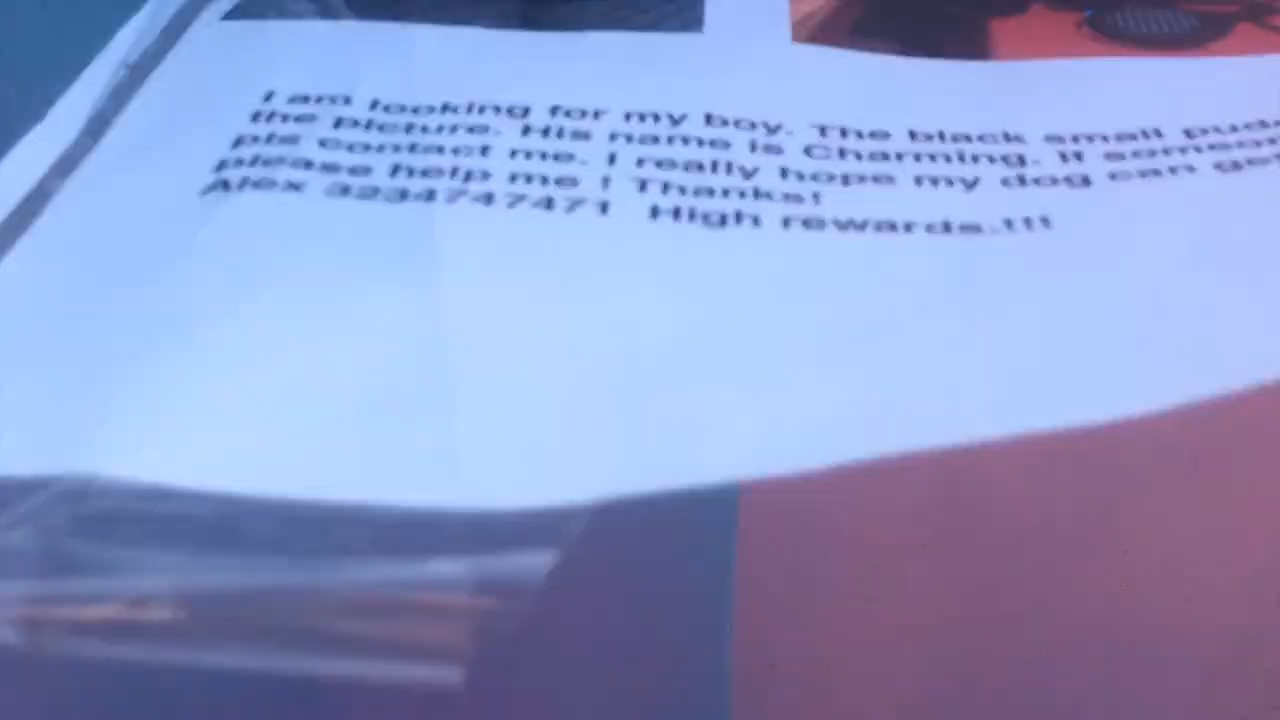 I am looking for my boy. The black small
the picture. His name is Charming. If
pls contact me. I really hope my dog can
please help me ! Thanks!
Alex 3234747471 High rewards.!!!